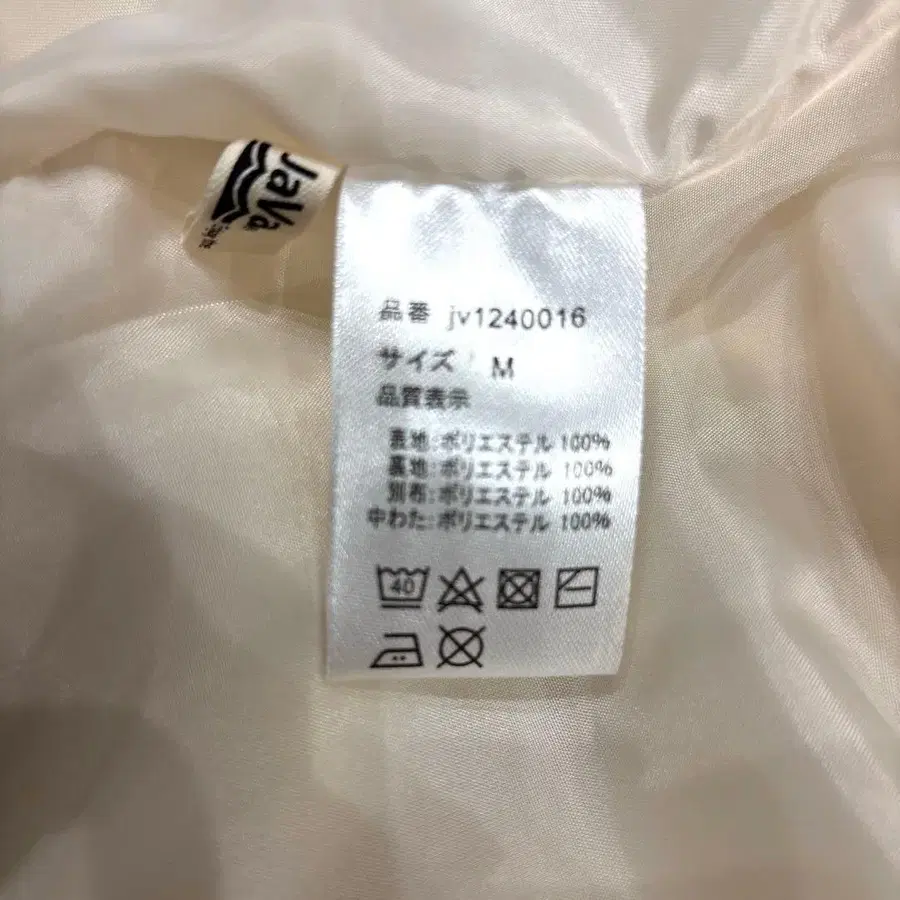 JaVa
品番 jv1240016
サイズ M
品質表示
表地:ポリエステル 100%
裏地:ポリエステル 100%
別布:ポリエステル 100%
中わた:ポリエステル 100%
40